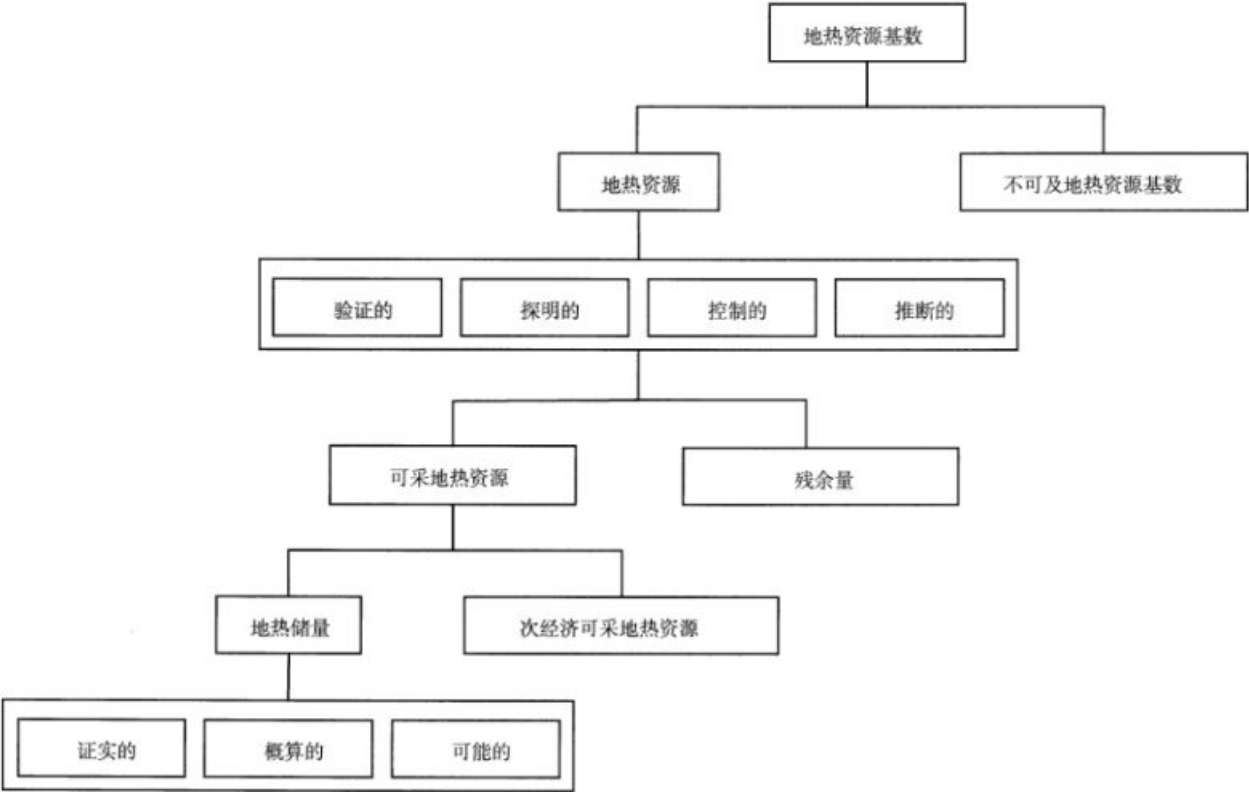 地热资源基数
地热资源
不可及地热资源基数
验证的
探明的
控制的
推断的
可采地热资源
残余量
地热储量
次经济可采地热资源
证实的
概算的
可能的